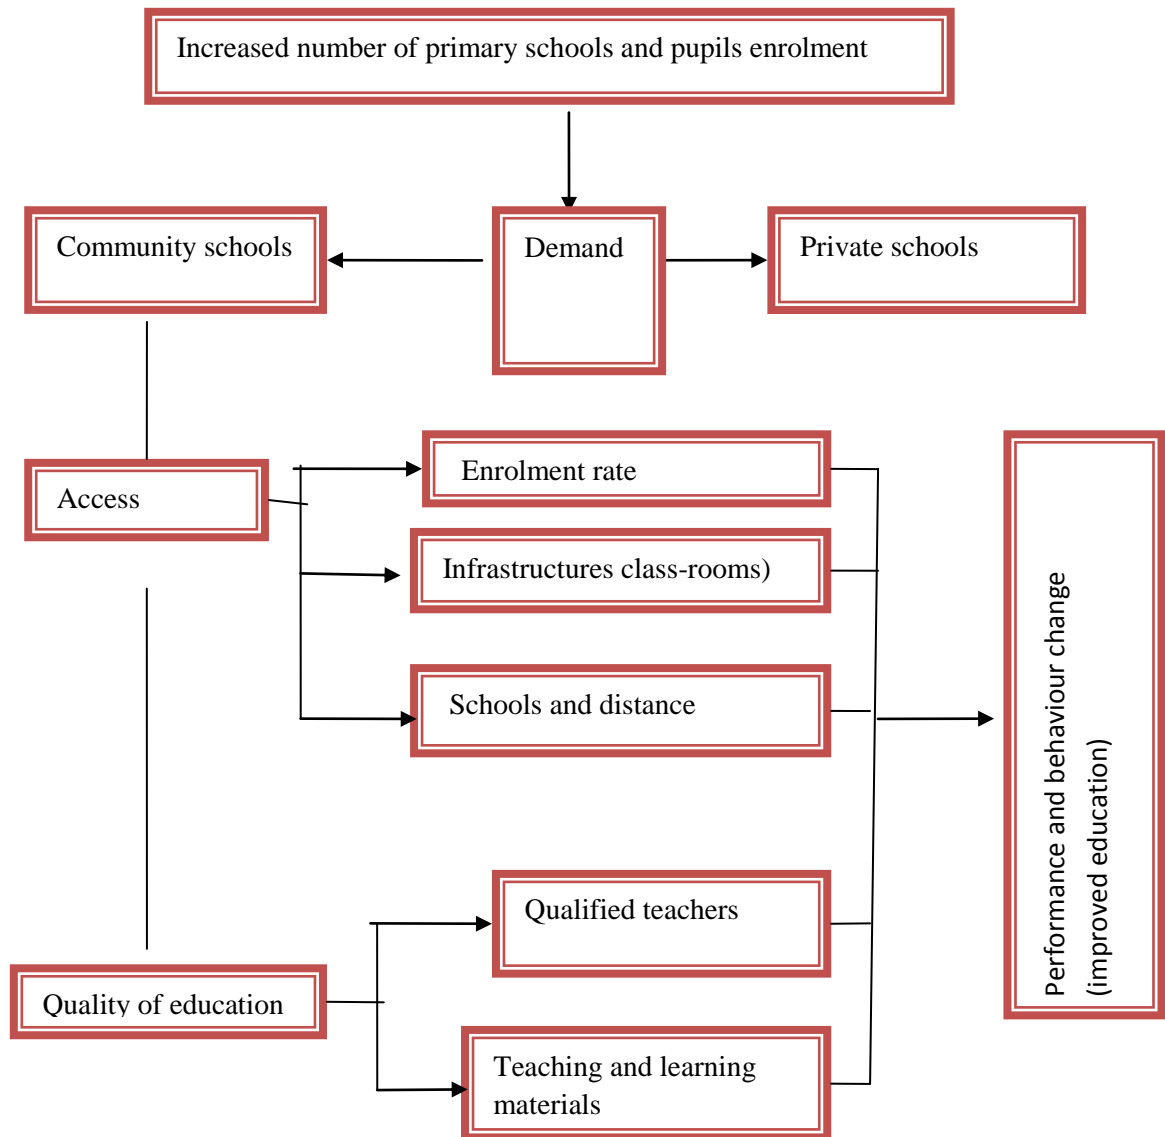 Increased number of primary schools and pupils enrolment
Community schools
Demand
Private schools
Access
Enrolment rate
Infrastructures class-rooms)
Schools and distance
Qualified teachers
Quality of education
Teaching and learning
materials
Performance and behaviour change
(improved education)